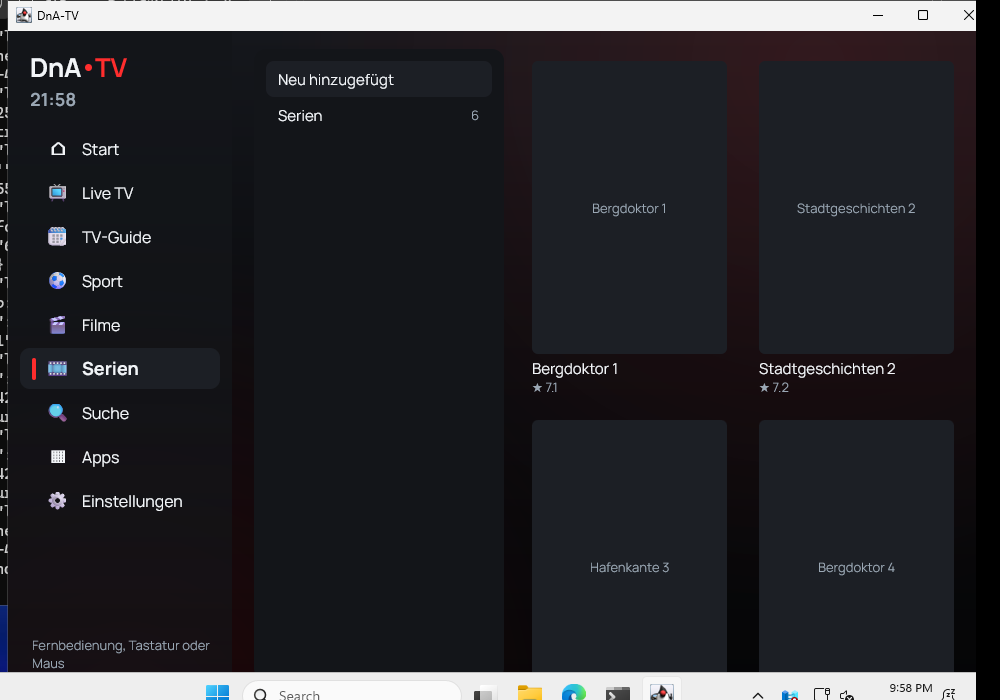 DnA-TV
DnA•TV
21:58
Start
Live TV
TV-Guide
Sport
Filme
Serien
Suche
Apps
Einstellungen
Fernbedienung, Tastatur oder
Maus
Neu hinzugefügt
Serien 6
Bergdoktor 1
Stadtgeschichten 2
Bergdoktor 1
★ 7.1
Stadtgeschichten 2
★ 7.2
Hafenkante 3
Bergdoktor 4
Search
9:58 PM